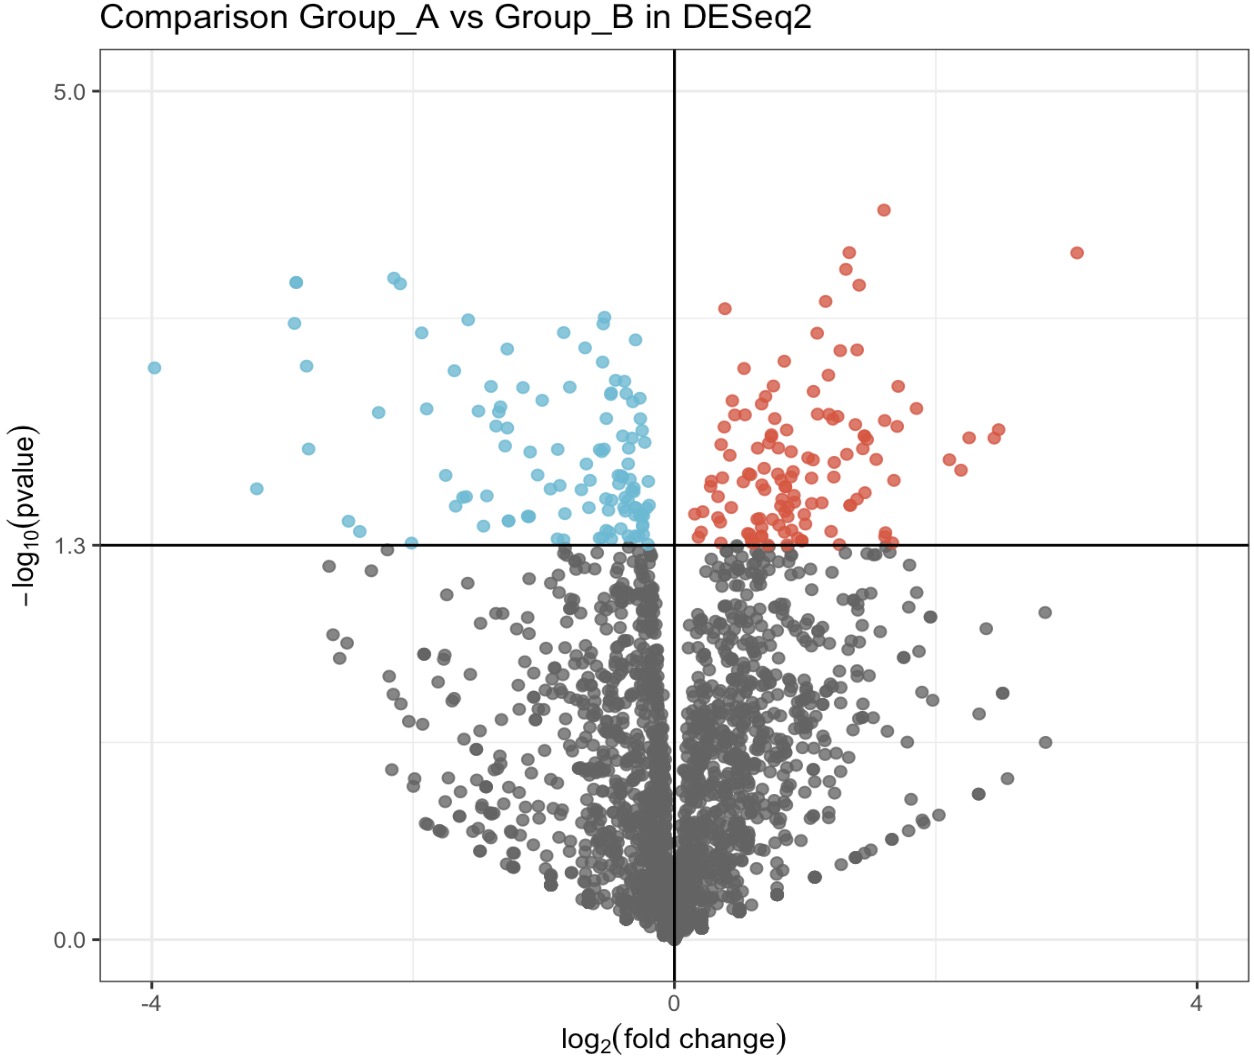 Comparison Group_A vs Group_B in DESeq2
5.0
1.3
0.0
−log₁₀(pvalue)
-4
0
4
log₂(fold change)